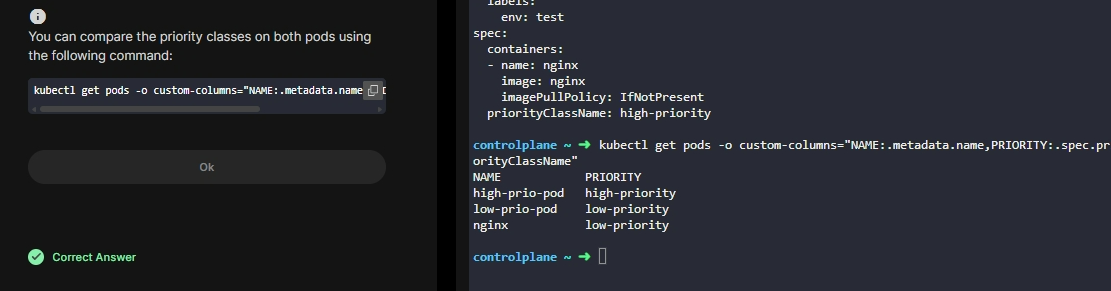 You can compare the priority classes on both pods using
the following command:
kubectl get pods -o custom-columns="NAME:.metadata.name
Ok
Correct Answer
labels:
env: test
spec:
containers:
- name: nginx
image: nginx
imagePullPolicy: IfNotPresent
priorityClassName: high-priority
controlplane ~ ➜ kubectl get pods -o custom-columns="NAME:.metadata.name,PRIORITY:.spec.pr
orityClassName"
NAME PRIORITY
high-prio-pod high-priority
low-prio-pod low-priority
nginx low-priority
controlplane ~ ➜